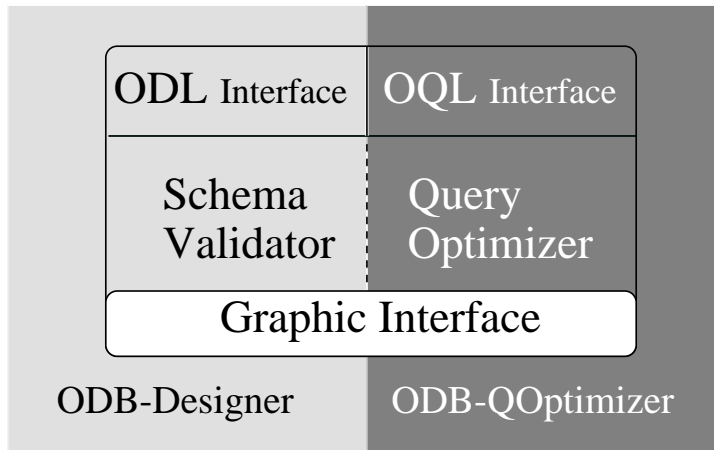 ODL Interface OQL Interface
Schema Query
Validator Optimizer
Graphic Interface
ODB-Designer ODB-QOptimizer